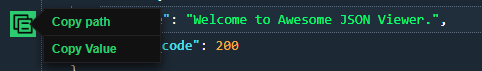 Copy path
": "Welcome to Awesome JSON Viewer.",
Copy Value
code": 200
}